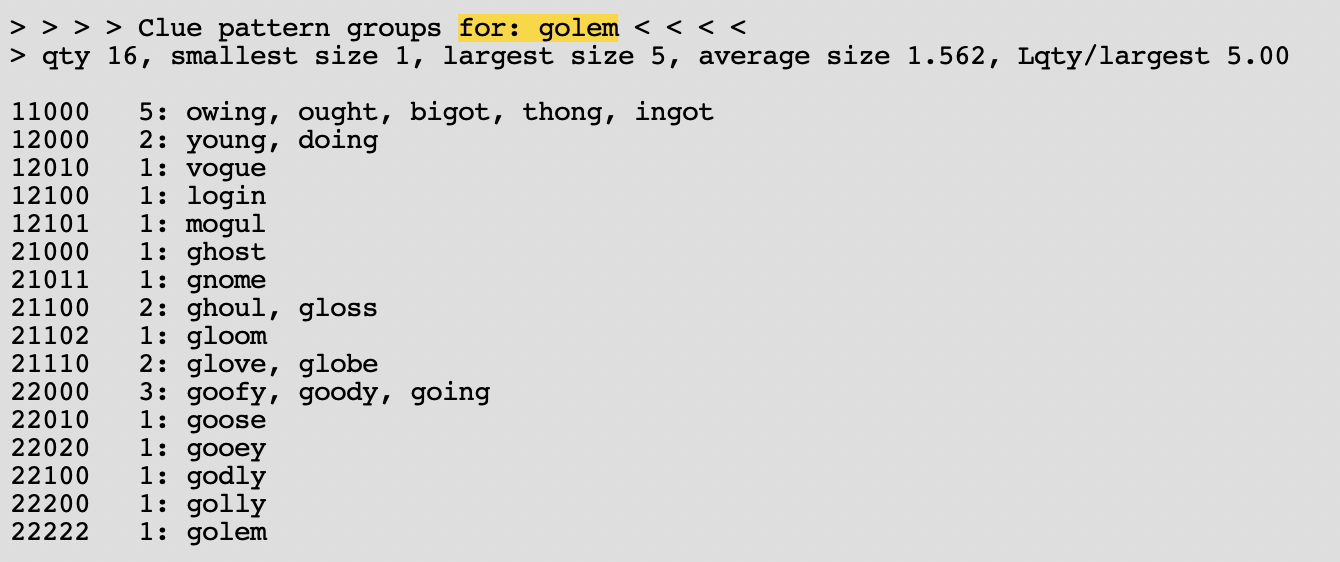 > > > > Clue pattern groups for: golem < < < <
> qty 16, smallest size 1, largest size 5, average size 1.562, Lqty/largest 5.00
11000   5: owing, ought, bigot, thong, ingot
12000   2: young, doing
12010   1: vogue
12100   1: login
12101   1: mogul
21000   1: ghost
21011   1: gnome
21100   2: ghoul, gloss
21102   1: gloom
21110   2: glove, globe
22000   3: goofy, goody, going
22010   1: goose
22020   1: gooey
22100   1: godly
22200   1: golly
22222   1: golem